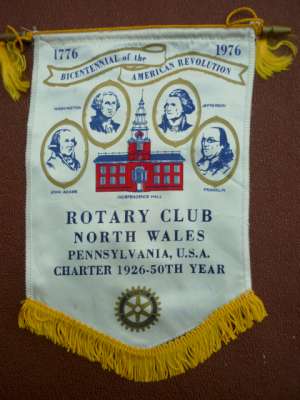 1776 1976
BICENTENNIAL of the AMERICAN REVOLUTION
WASHINGTON JEFFERSON
JOHN ADAMS INDEPENDENCE HALL FRANKLIN
ROTARY CLUB
NORTH WALES
PENNSYLVANIA, U.S.A.
CHARTER 1926-50TH YEAR